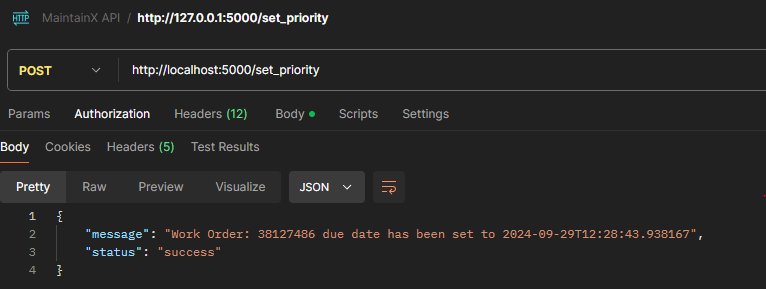 HTTP MaintainX API / http://127.0.0.1:5000/set_priority
POST http://localhost:5000/set_priority
Params Authorization Headers (12) Body Scripts Settings
Body Cookies Headers (5) Test Results
Pretty Raw Preview Visualize JSON
1 {
2 "message": "Work Order: 38127486 due date has been set to 2024-09-29T12:28:43.938167",
3 "status": "success"
4 }